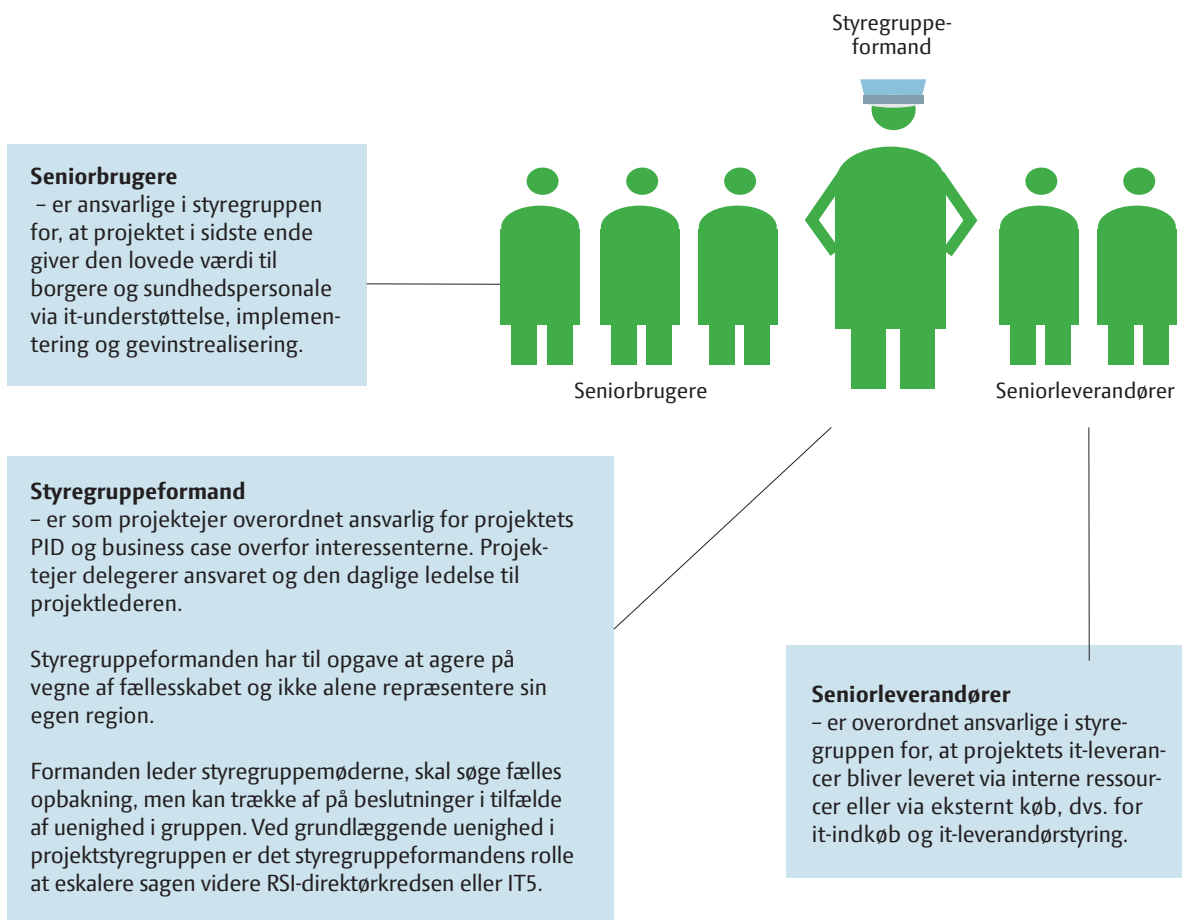 Styregruppe-
formand
Seniorbrugere
– er ansvarlige i styregruppen
for, at projektet i sidste ende
giver den lovede værdi til
borgere og sundhedspersonale
via it-understøttelse, implemen-
tering og gevinstrealisering.
Seniorbrugere
Seniorleverandører
Styregruppeformand
– er som projektejer overordnet ansvarlig for projektets
PID og business case overfor interessenterne. Projek-
tejer delegerer ansvaret og den daglige ledelse til
projektlederen.
Styregruppeformanden har til opgave at agere på
vegne af fællesskabet og ikke alene repræsentere sin
egen region.
Formanden leder styregruppemøderne, skal søge fælles
opbakning, men kan trække af på beslutninger i tilfælde
af uenighed i gruppen. Ved grundlæggende uenighed i
projektstyregruppen er det styregruppeformandens rolle
at eskalere sagen videre RSI-direktørkredsen eller IT5.
Seniorleverandører
– er overordnet ansvarlige i styre-
gruppen for, at projektets it-leveran-
cer bliver leveret via interne ressour-
cer eller via eksternt køb, dvs. for
it-indkøb og it-leverandørstyring.